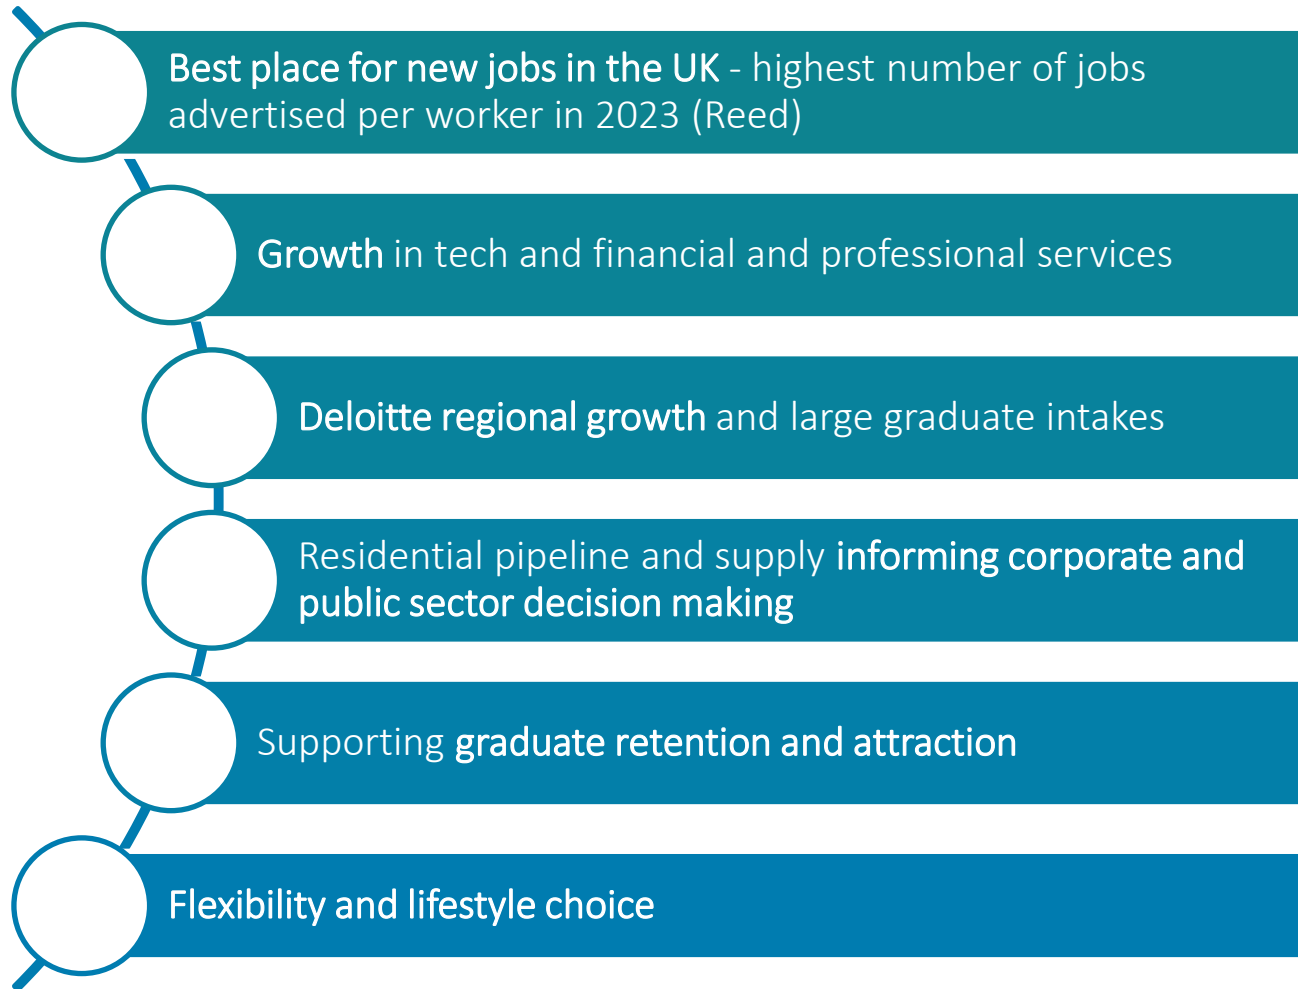 Best place for new jobs in the UK - highest number of jobs
advertised per worker in 2023 (Reed)
Growth in tech and financial and professional services
Deloitte regional growth and large graduate intakes
Residential pipeline and supply informing corporate and
public sector decision making
Supporting graduate retention and attraction
Flexibility and lifestyle choice